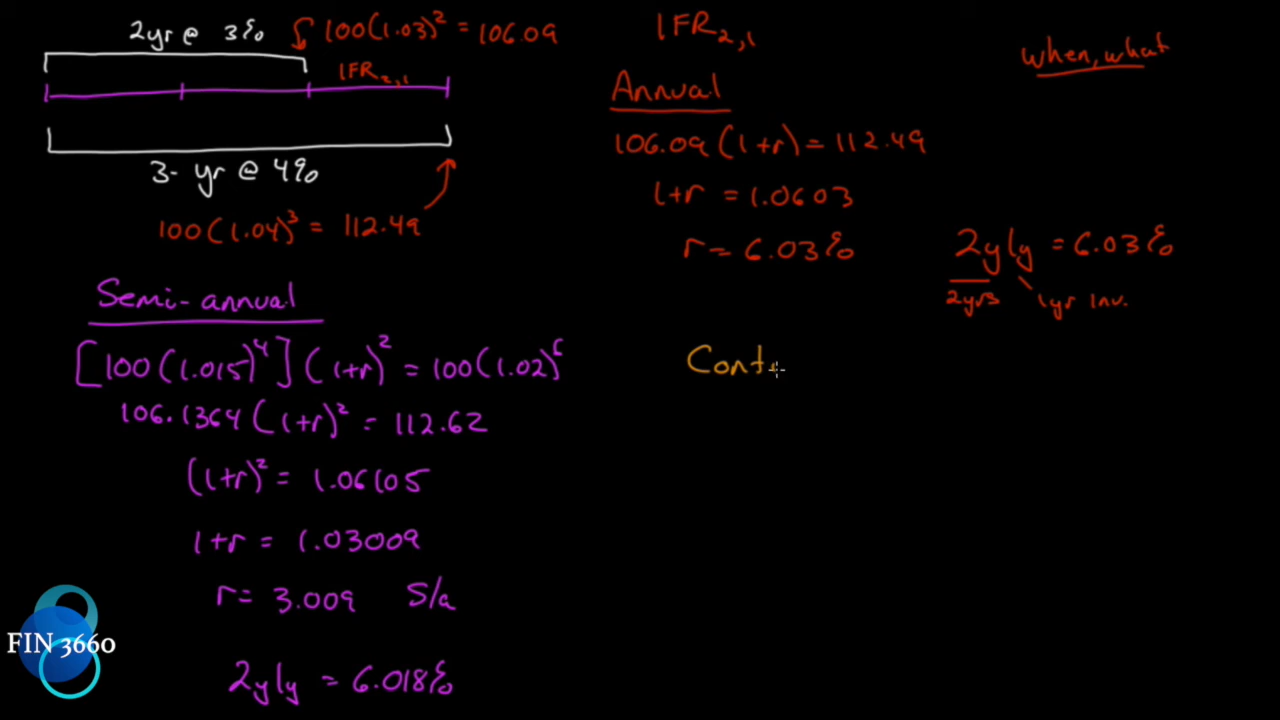 2yr @ 3%
100(1.03)² = 106.09
IFR₂,₁
3-yr @ 4%
100(1.04)³ = 112.49
IFR₂,₁
when, what
Annual
106.09(1+r) = 112.49
1+r = 1.0603
r = 6.03%
2y1y = 6.03%
2yrs
1yr Inv.
Semi-annual
[100(1.015)⁴](1+r)² = 100(1.02)⁶
106.1364(1+r)² = 112.62
(1+r)² = 1.06105
1+r = 1.03009
r = 3.009 S/a
2y1y = 6.018%
Cont
FIN 3660